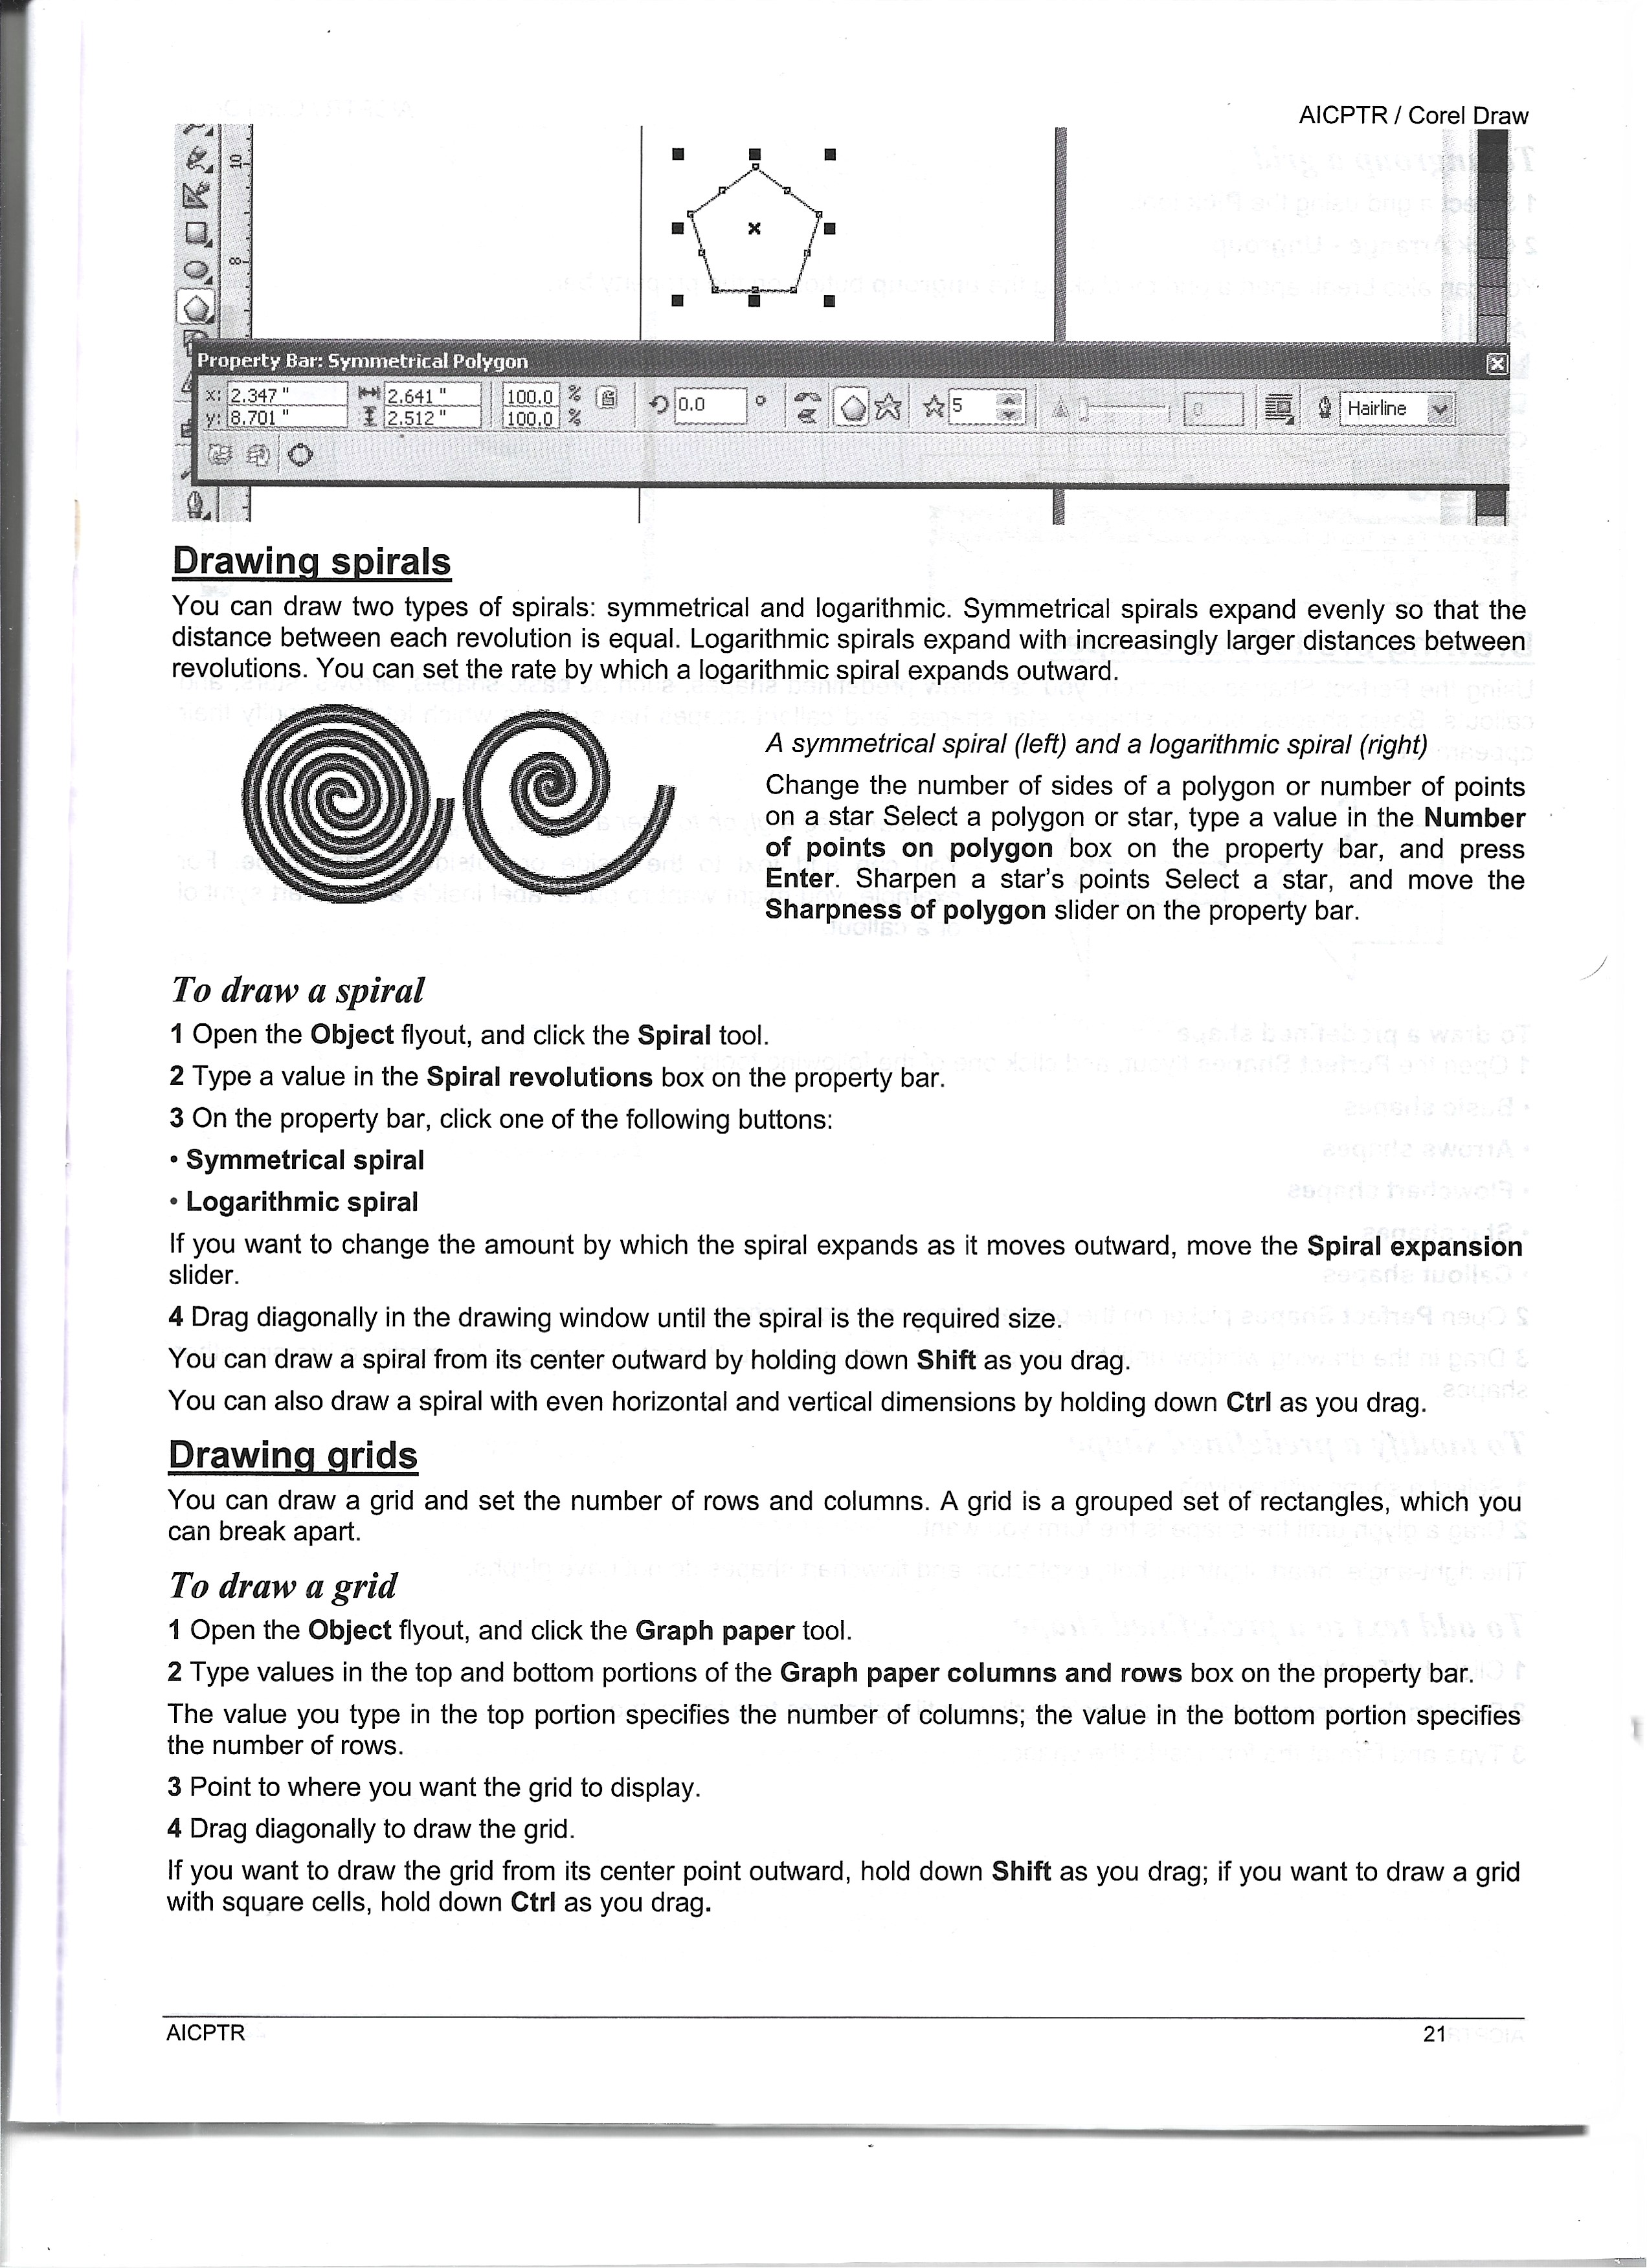 AICPTR / Corel Draw
10
8
Property Bar: Symmetrical Polygon
x: 2.347 " 2.641 " 100.0 % 0.0 ° 5 0 Hairline
y: 8.701 " 2.512 " 100.0 %
Drawing spirals
You can draw two types of spirals: symmetrical and logarithmic. Symmetrical spirals expand evenly so that the
distance between each revolution is equal. Logarithmic spirals expand with increasingly larger distances between
revolutions. You can set the rate by which a logarithmic spiral expands outward.
A symmetrical spiral (left) and a logarithmic spiral (right)
Change the number of sides of a polygon or number of points
on a star Select a polygon or star, type a value in the Number
of points on polygon box on the property bar, and press
Enter. Sharpen a star's points Select a star, and move the
Sharpness of polygon slider on the property bar.
To draw a spiral
1 Open the Object flyout, and click the Spiral tool.
2 Type a value in the Spiral revolutions box on the property bar.
3 On the property bar, click one of the following buttons:
• Symmetrical spiral
• Logarithmic spiral
If you want to change the amount by which the spiral expands as it moves outward, move the Spiral expansion
slider.
4 Drag diagonally in the drawing window until the spiral is the required size.
You can draw a spiral from its center outward by holding down Shift as you drag.
You can also draw a spiral with even horizontal and vertical dimensions by holding down Ctrl as you drag.
Drawing grids
You can draw a grid and set the number of rows and columns. A grid is a grouped set of rectangles, which you
can break apart.
To draw a grid
1 Open the Object flyout, and click the Graph paper tool.
2 Type values in the top and bottom portions of the Graph paper columns and rows box on the property bar.
The value you type in the top portion specifies the number of columns; the value in the bottom portion specifies
the number of rows.
3 Point to where you want the grid to display.
4 Drag diagonally to draw the grid.
If you want to draw the grid from its center point outward, hold down Shift as you drag; if you want to draw a grid
with square cells, hold down Ctrl as you drag.
AICPTR 21